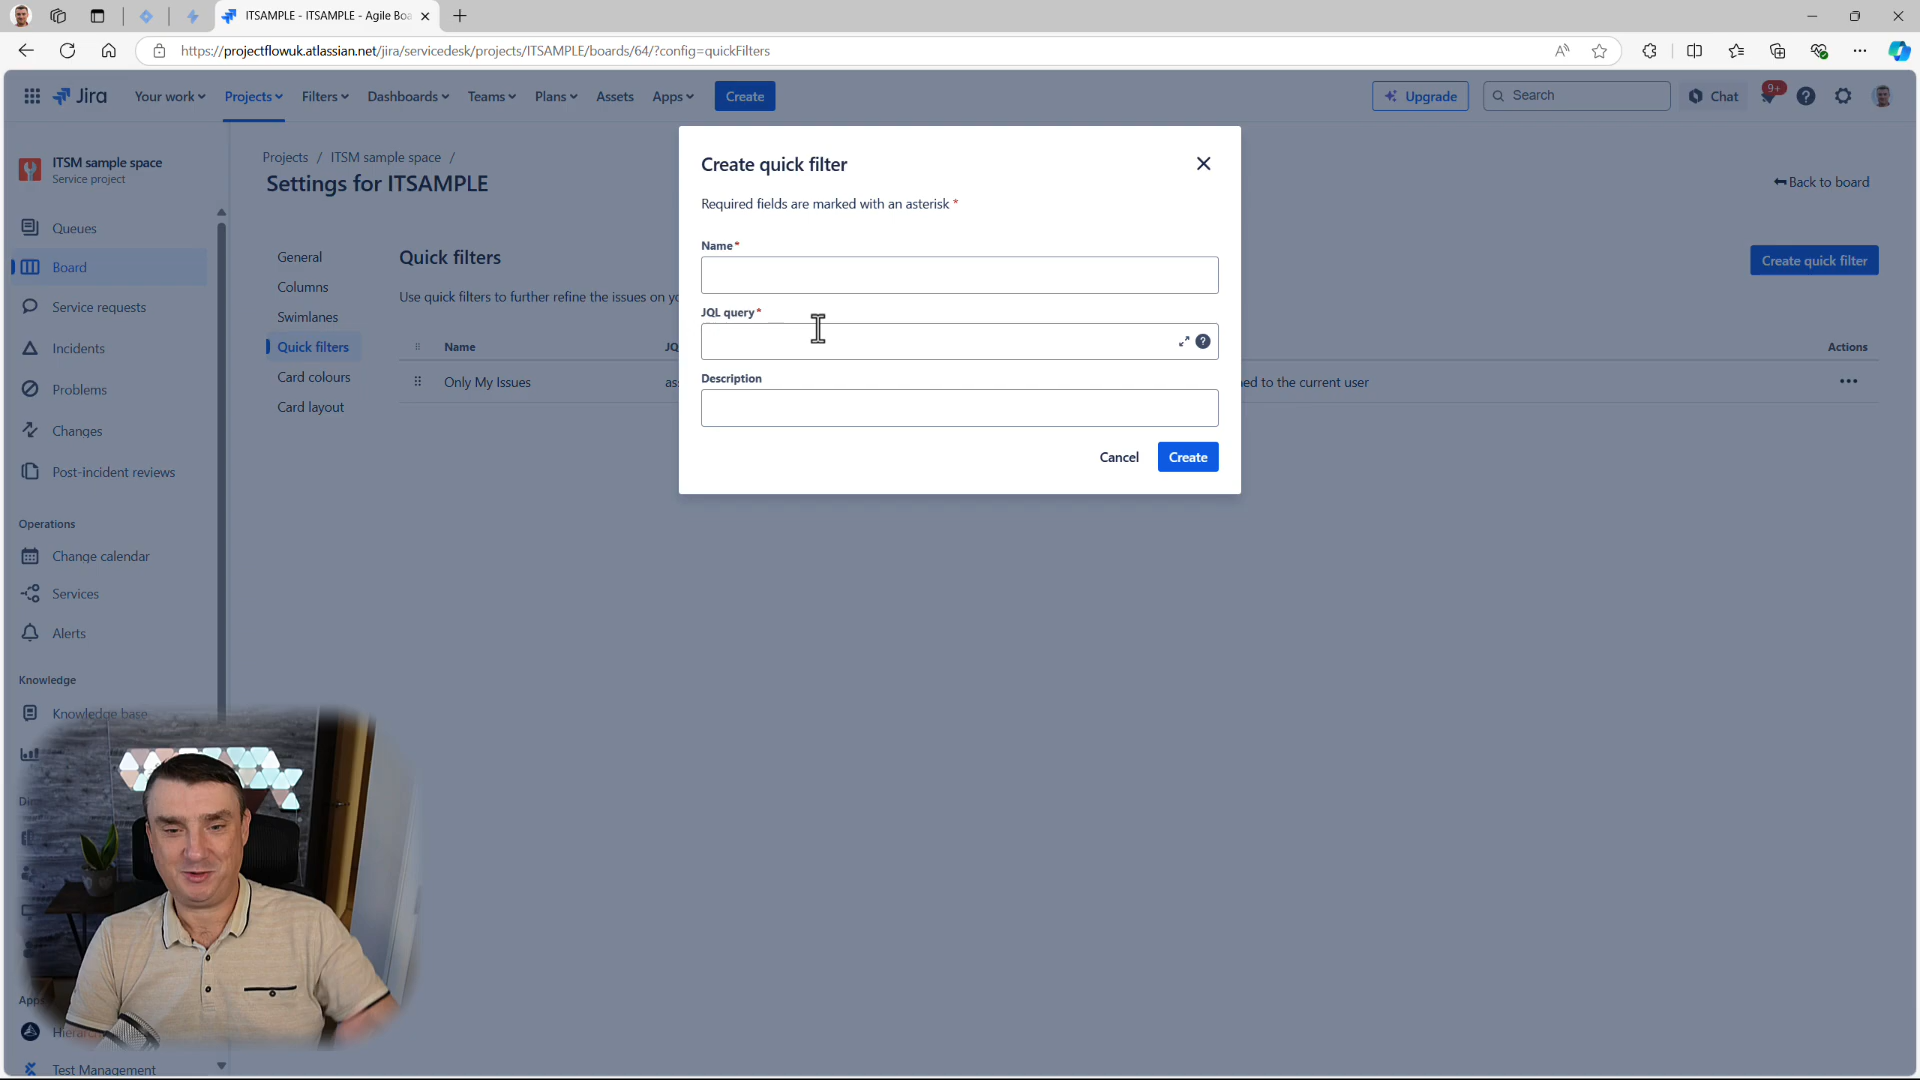 ITSAMPLE - ITSAMPLE - Agile Boa
https://projectflowuk.atlassian.net/jira/servicedesk/projects/ITSAMPLE/boards/64/?config=quickFilters
Jira
Your work
Projects
Filters
Dashboards
Teams
Plans
Assets
Apps
Create
Upgrade
Search
Chat
9+
ITSM sample space
Service project
Queues
Board
Service requests
Incidents
Problems
Changes
Post-incident reviews
Operations
Change calendar
Services
Alerts
Knowledge
Knowledge base
Apps
Test Management
Projects / ITSM sample space /
Settings for ITSAMPLE
Back to board
General
Columns
Swimlanes
Quick filters
Card colours
Card layout
Quick filters
Create quick filter
Use quick filters to further refine the issues on yo
Name
JQ
Actions
Only My Issues
as
ed to the current user
Create quick filter
Required fields are marked with an asterisk *
Name *
JQL query *
Description
Cancel
Create